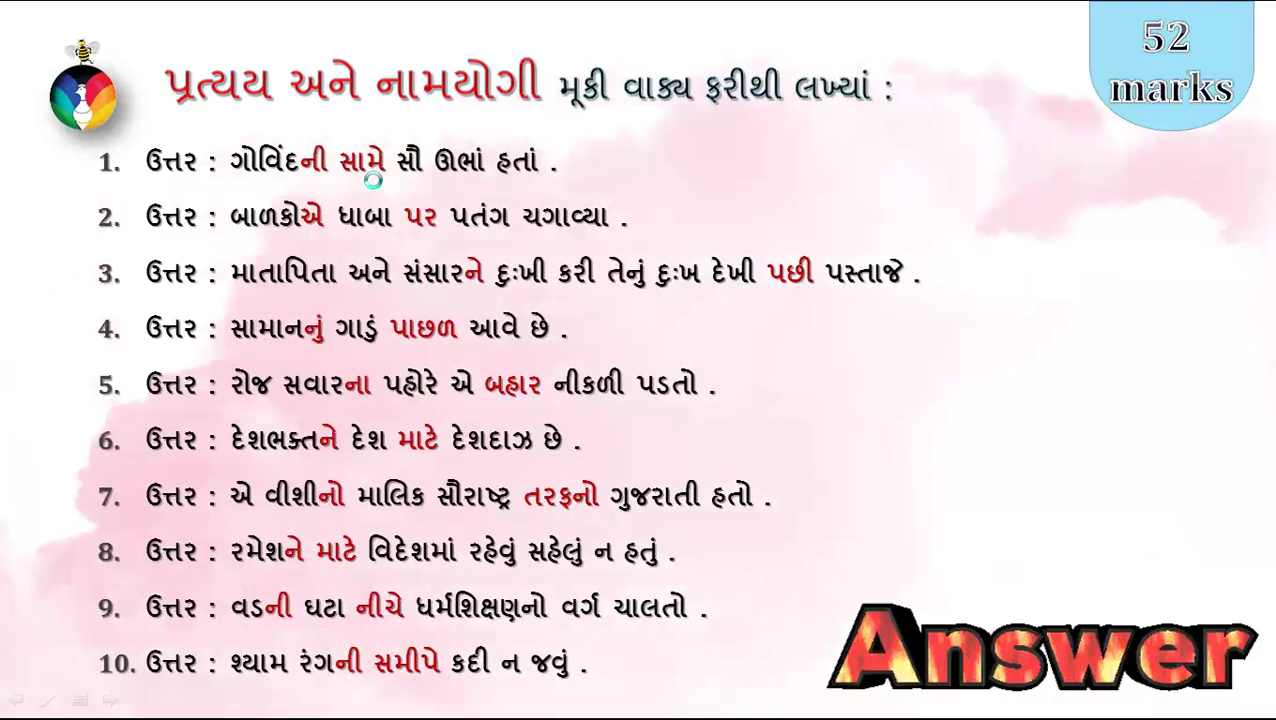 52
marks
પ્રત્યય અને નામયોગી મૂકી વાક્ય ફરીથી લખ્યાં :
1. ઉત્તર : ગોવિંદની સામે સૌ ઊભાં હતાં .
2. ઉત્તર : બાળકોએ ધાબા પર પતંગ ચગાવ્યા .
3. ઉત્તર : માતાપિતા અને સંસારને દુઃખી કરી તેનું દુઃખ દેખી પછી પસ્તાજે .
4. ઉત્તર : સામાનનું ગાડું પાછળ આવે છે .
5. ઉત્તર : રોજ સવારના પહોરે એ બહાર નીકળી પડતો .
6. ઉત્તર : દેશભક્તને દેશ માટે દેશદાઝ છે .
7. ઉત્તર : એ વીશીનો માલિક સૌરાષ્ટ્ર તરફનો ગુજરાતી હતો .
8. ઉત્તર : રમેશને માટે વિદેશમાં રહેવું સહેલું ન હતું .
9. ઉત્તર : વડની ઘટા નીચે ધર્મશિક્ષણનો વર્ગ ચાલતો .
10. ઉત્તર : શ્યામ રંગની સમીપે કદી ન જવું .
Answer